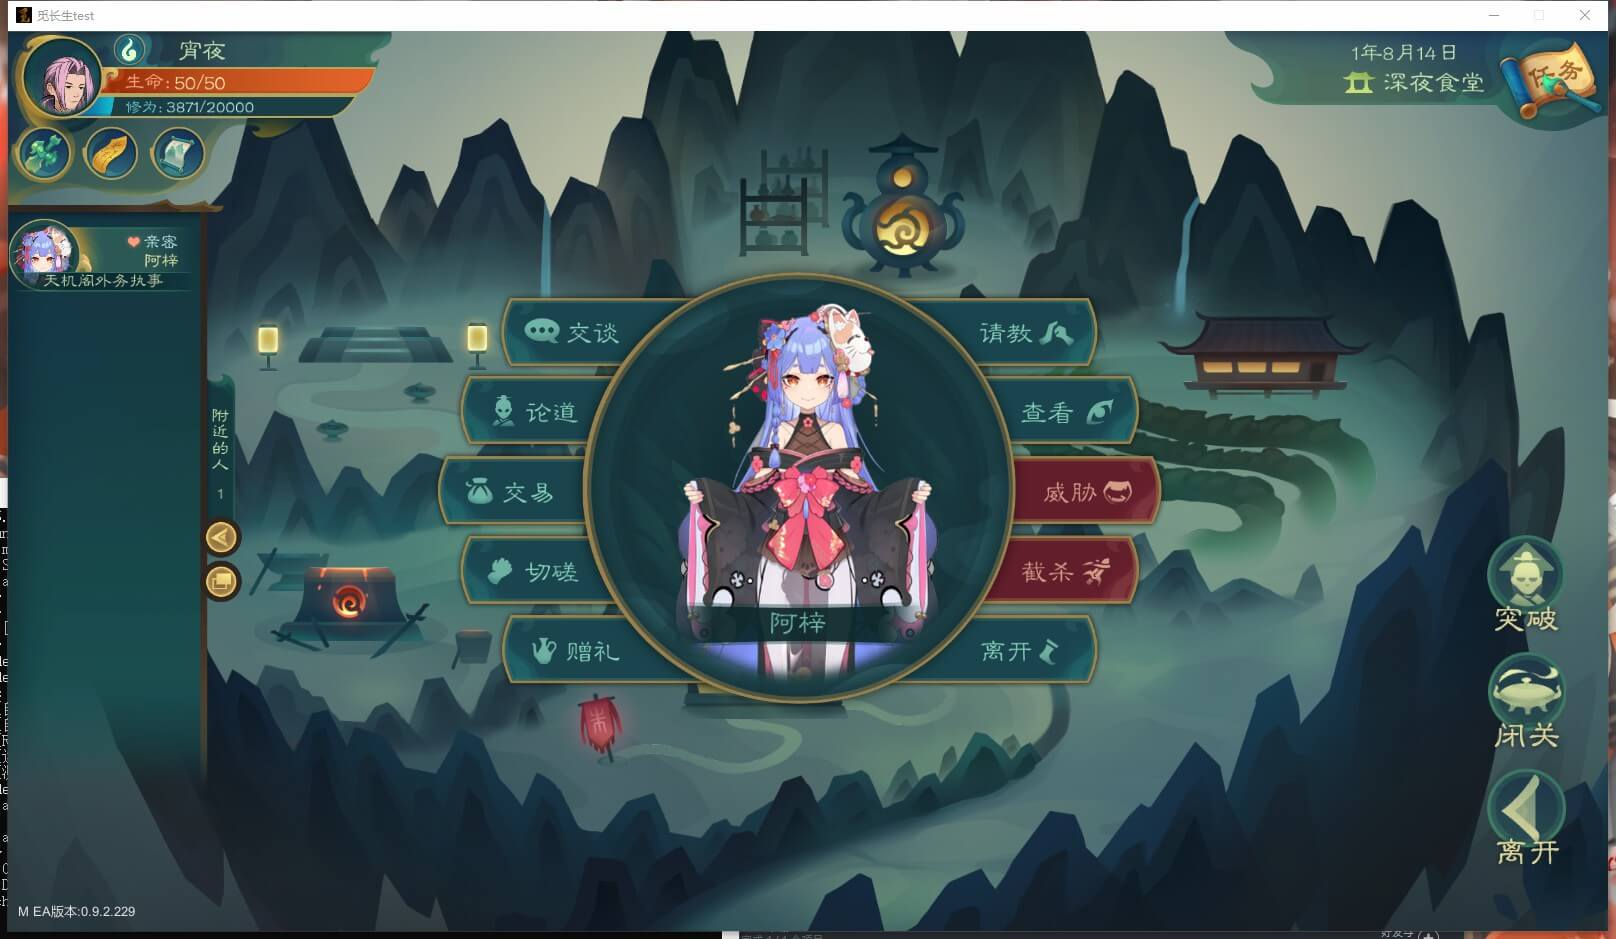 觅长生test
宵夜
生命: 50/50
修为: 3871/20000
1年8月14日
深夜食堂
任务
亲密
阿梓
天机阁外务执事
附近的人
1
交谈
论道
交易
切磋
赠礼
请教
查看
威胁
截杀
离开
阿梓
突破
闭关
离开
M EA版本:0.9.2.229